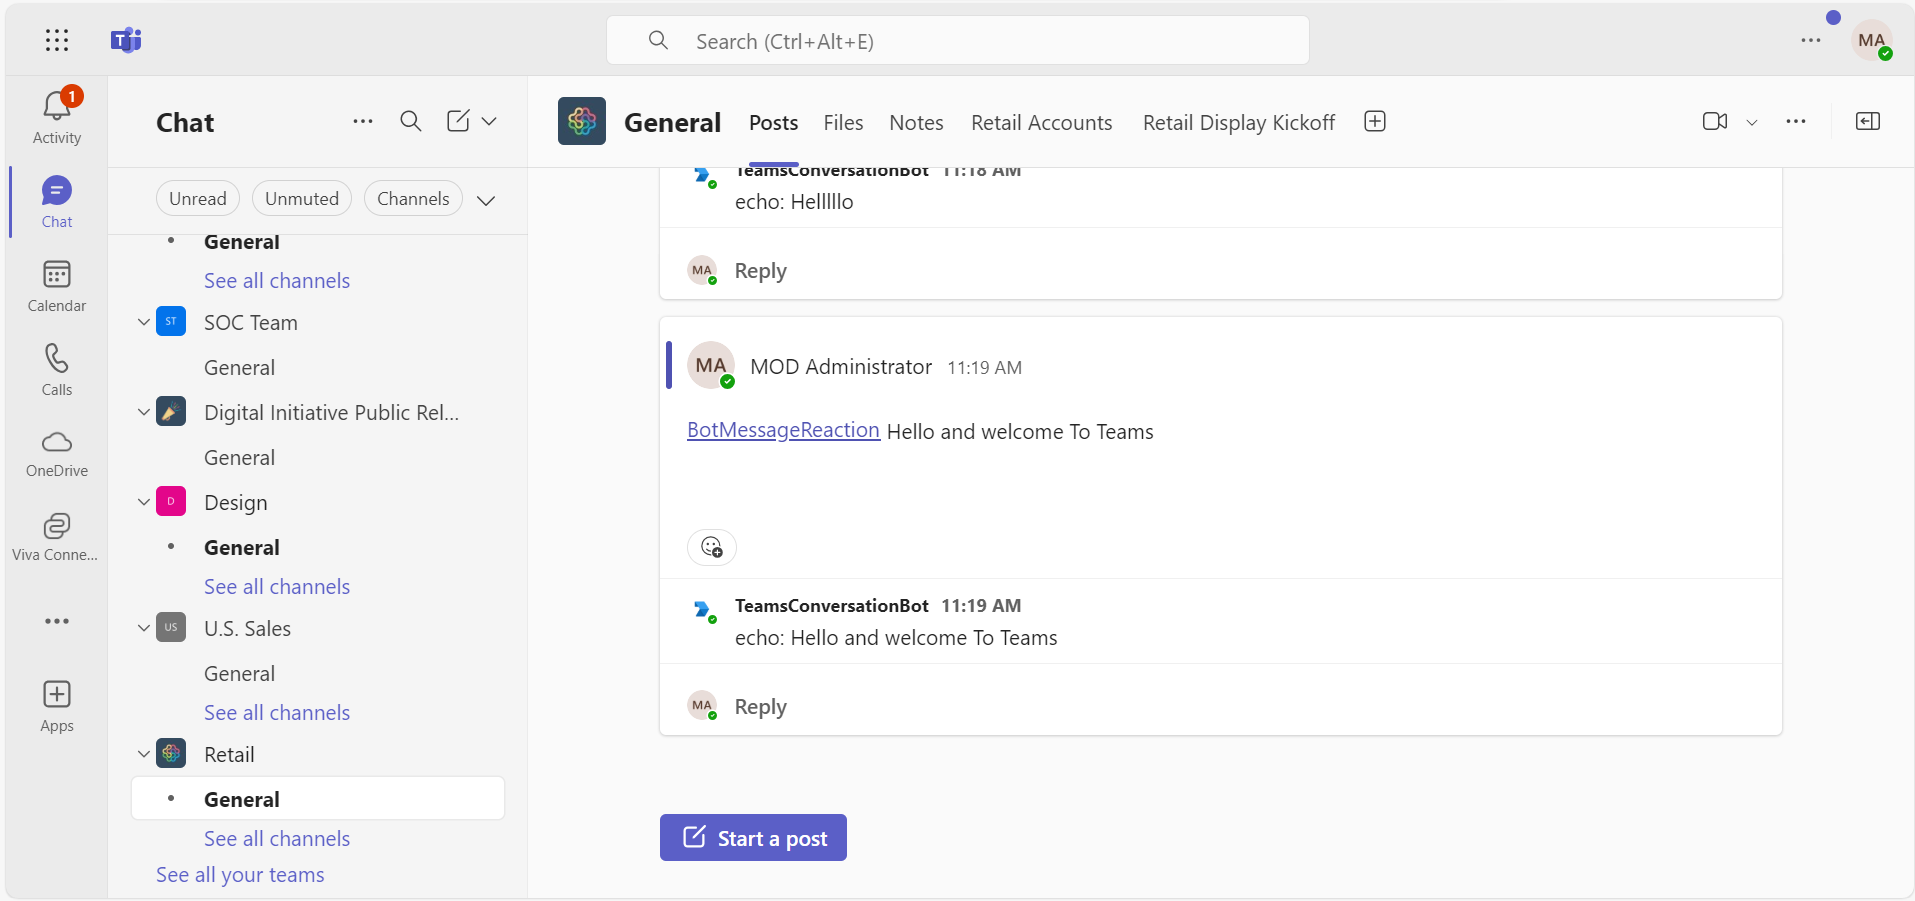 Search (Ctrl+Alt+E)
MA
1
Activity
Chat
Calendar
Calls
OneDrive
Viva Conne...
Apps
Chat
Unread Unmuted Channels
General
See all channels
ST SOC Team
General
Digital Initiative Public Rel...
General
D Design
General
See all channels
US U.S. Sales
General
See all channels
Retail
General
See all channels
See all your teams
General Posts Files Notes Retail Accounts Retail Display Kickoff
TeamsConversationBot 11:18 AM
echo: Helllllo
MA Reply
MA MOD Administrator 11:19 AM
BotMessageReaction Hello and welcome To Teams
TeamsConversationBot 11:19 AM
echo: Hello and welcome To Teams
MA Reply
Start a post